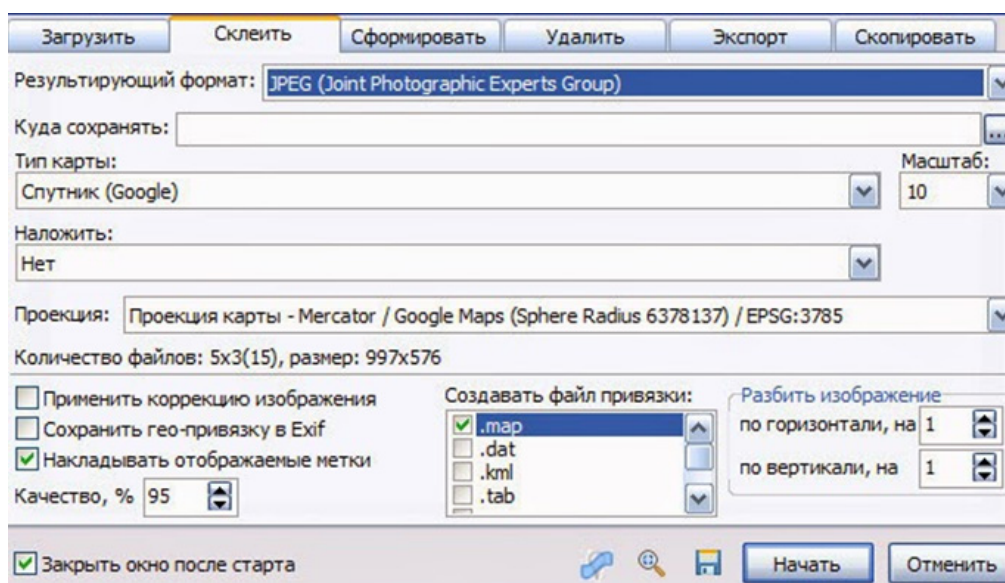 Загрузить Склеить Сформировать Удалить Экспорт Скопировать
Результирующий формат: JPEG (Joint Photographic Experts Group)
Куда сохранять: ...
Тип карты: Масштаб:
Спутник (Google) 10
Наложить:
Нет
Проекция: Проекция карты - Mercator / Google Maps (Sphere Radius 6378137) / EPSG:3785
Количество файлов: 5x3(15), размер: 997x576
Применить коррекцию изображения Создавать файл привязки: Разбить изображение
Сохранить гео-привязку в Exif .map по горизонтали, на 1
Накладывать отображаемые метки .dat
.kml по вертикали, на 1
Качество, % 95 .tab
Закрыть окно после старта Начать Отменить